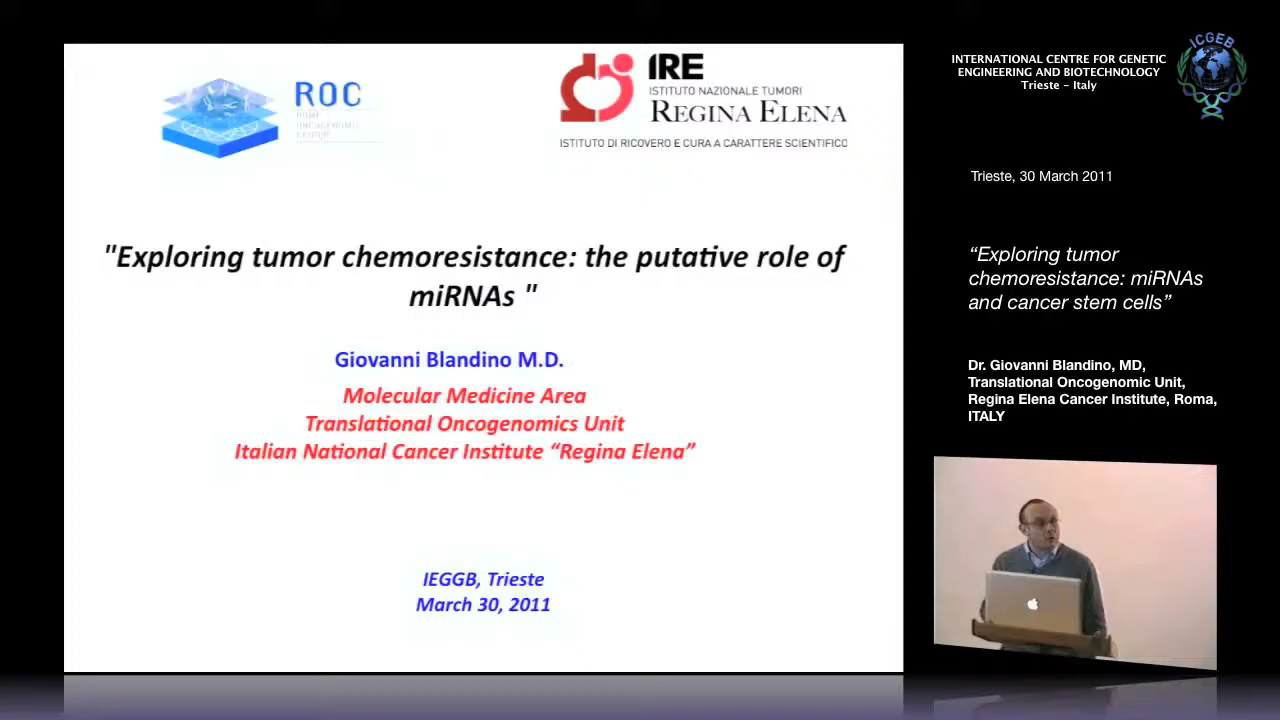 ROC
ROME
ONCOGENOMIC
CENTER
IRE
ISTITUTO NAZIONALE TUMORI
REGINA ELENA
ISTITUTO DI RICOVERO E CURA A CARATTERE SCIENTIFICO
"Exploring tumor chemoresistance: the putative role of
miRNAs "
Giovanni Blandino M.D.
Molecular Medicine Area
Translational Oncogenomics Unit
Italian National Cancer Institute “Regina Elena”
IEGGB, Trieste
March 30, 2011
INTERNATIONAL CENTRE FOR GENETIC
ENGINEERING AND BIOTECHNOLOGY
Trieste - Italy
ICGEB
Trieste, 30 March 2011
“Exploring tumor
chemoresistance: miRNAs
and cancer stem cells”
Dr. Giovanni Blandino, MD,
Translational Oncogenomic Unit,
Regina Elena Cancer Institute, Roma,
ITALY